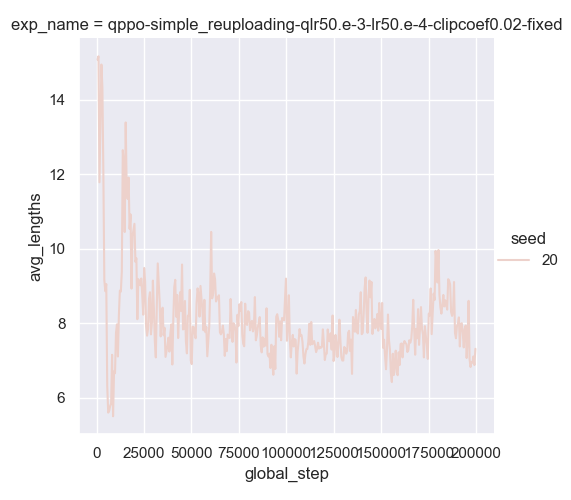 exp_name = qppo-simple_reuploading-qlr50.e-3-lr50.e-4-clipcoef0.02-fixed
14
12
10
8
6
avg_lengths
seed
20
0 25000 50000 75000 100000 125000 150000 175000 200000
global_step